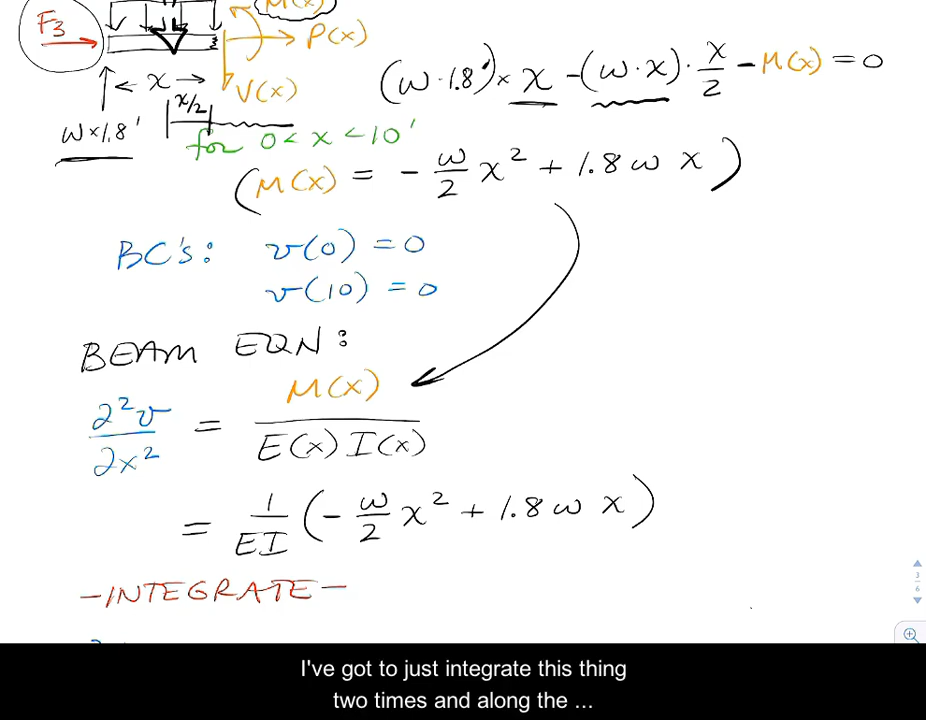 M(x)
F3
P(x)
← x →
V(x)
(ω·1.8')× x − (ω·x)· x/2 − M(x) = 0
x/2
ω×1.8'
for 0 < x < 10'
(M(x) = − ω/2 x² + 1.8 ω x)
BC's: v(0) = 0
v(10) = 0
BEAM EQN:
∂²v/∂x² = M(x)/E(x) I(x)
= 1/EI (− ω/2 x² + 1.8 ω x)
−INTEGRATE−
3
6
I've got to just integrate this thing
two times and along the ...